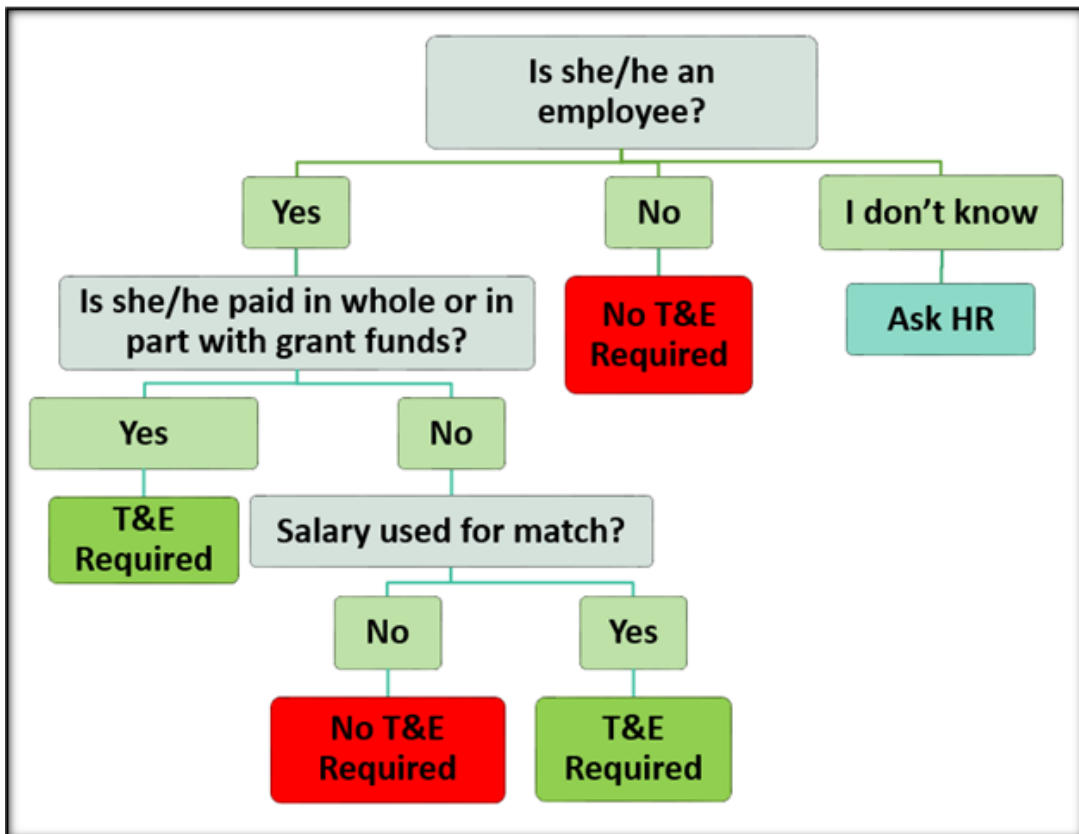 Is she/he an
employee?
Yes
No
I don't know
Is she/he paid in whole or in
part with grant funds?
No T&E
Required
Ask HR
Yes
No
T&E
Required
Salary used for match?
No
Yes
No T&E
Required
T&E
Required